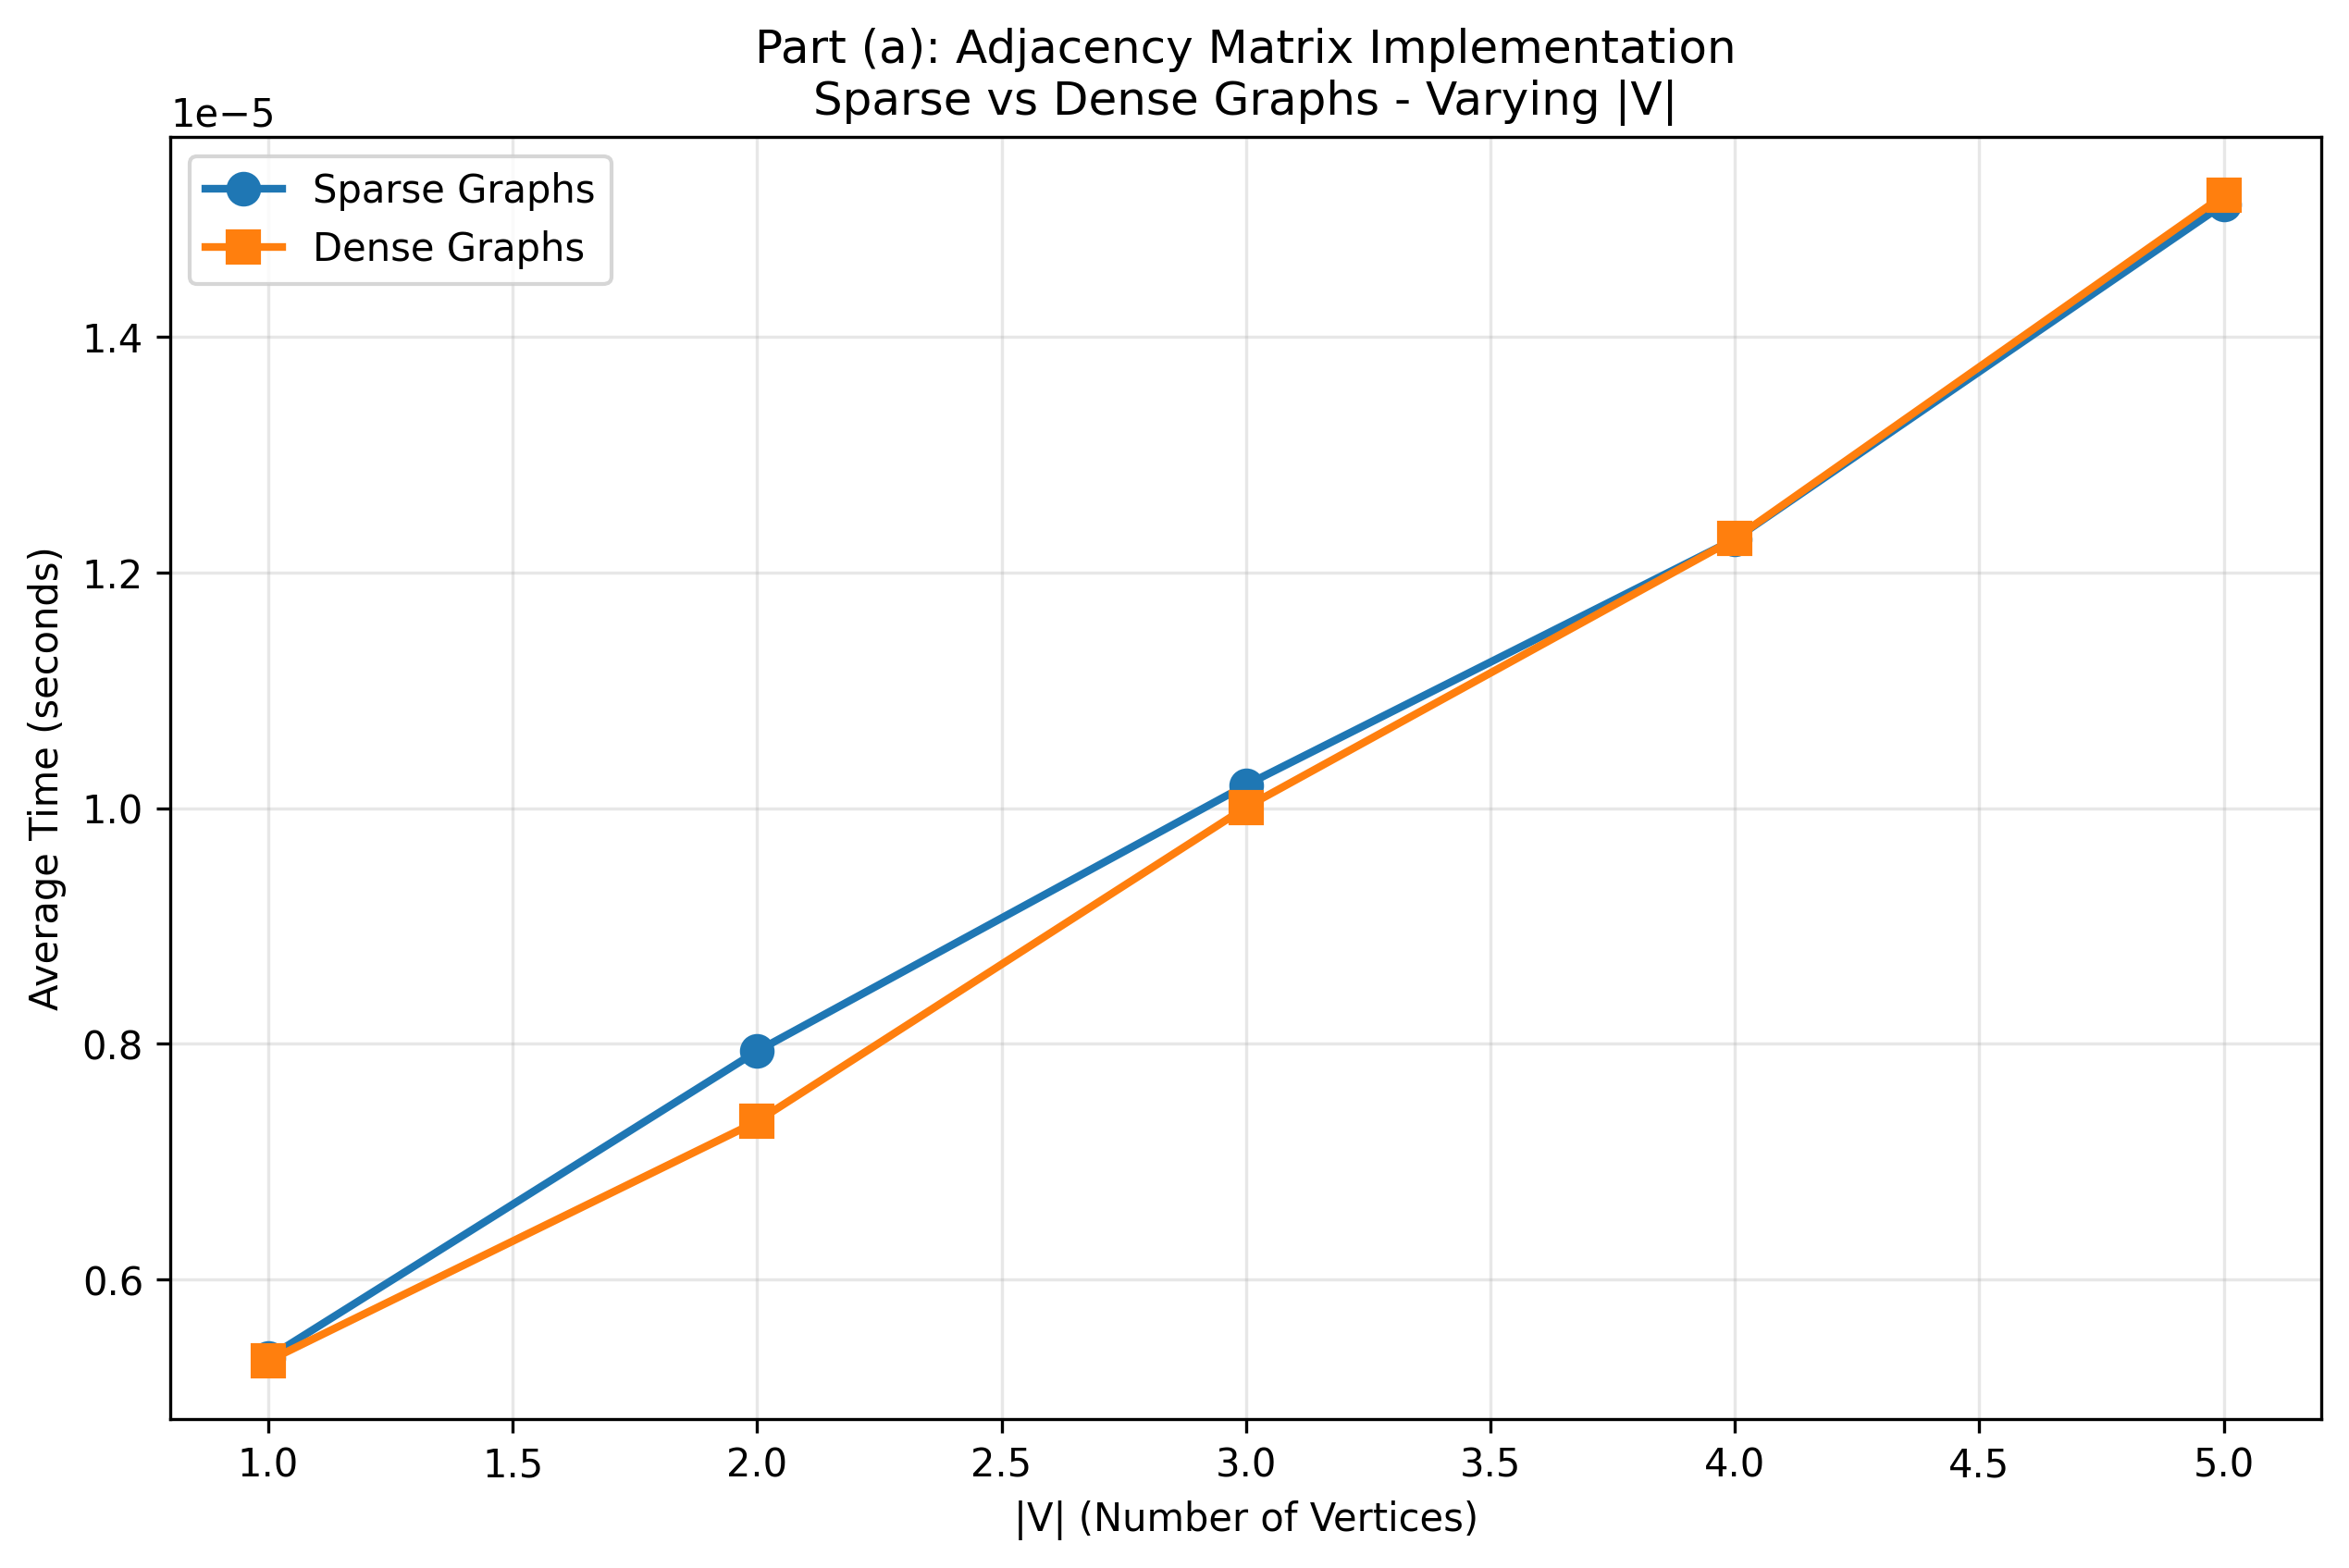 Part (a): Adjacency Matrix Implementation
Sparse vs Dense Graphs - Varying |V|
1e−5
Sparse Graphs
Dense Graphs
1.4
1.2
1.0
0.8
0.6
Average Time (seconds)
1.0 1.5 2.0 2.5 3.0 3.5 4.0 4.5 5.0
|V| (Number of Vertices)